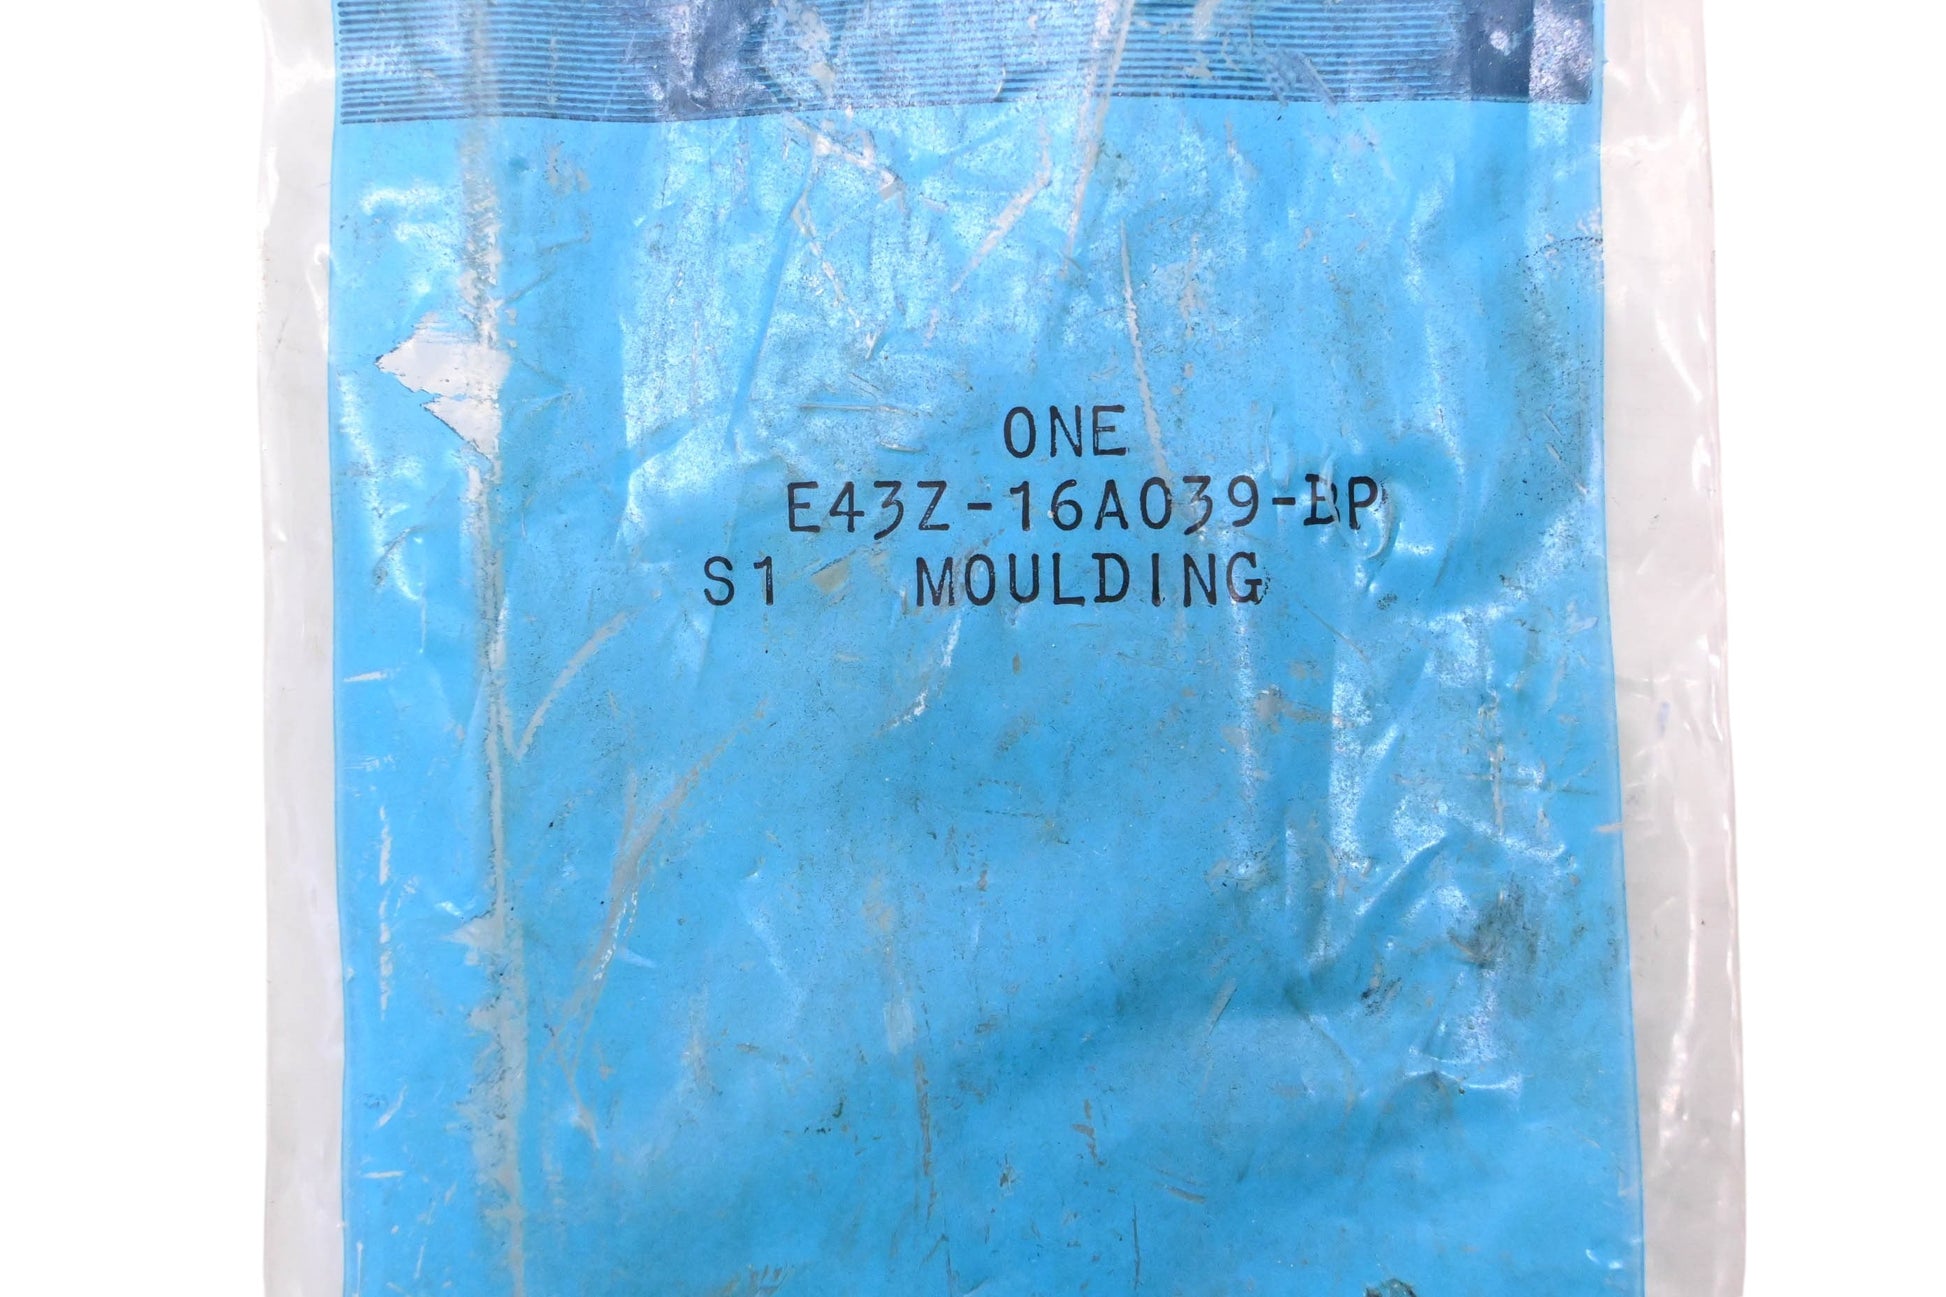 ONE
E43Z-16A039-BP
S1 MOULDING